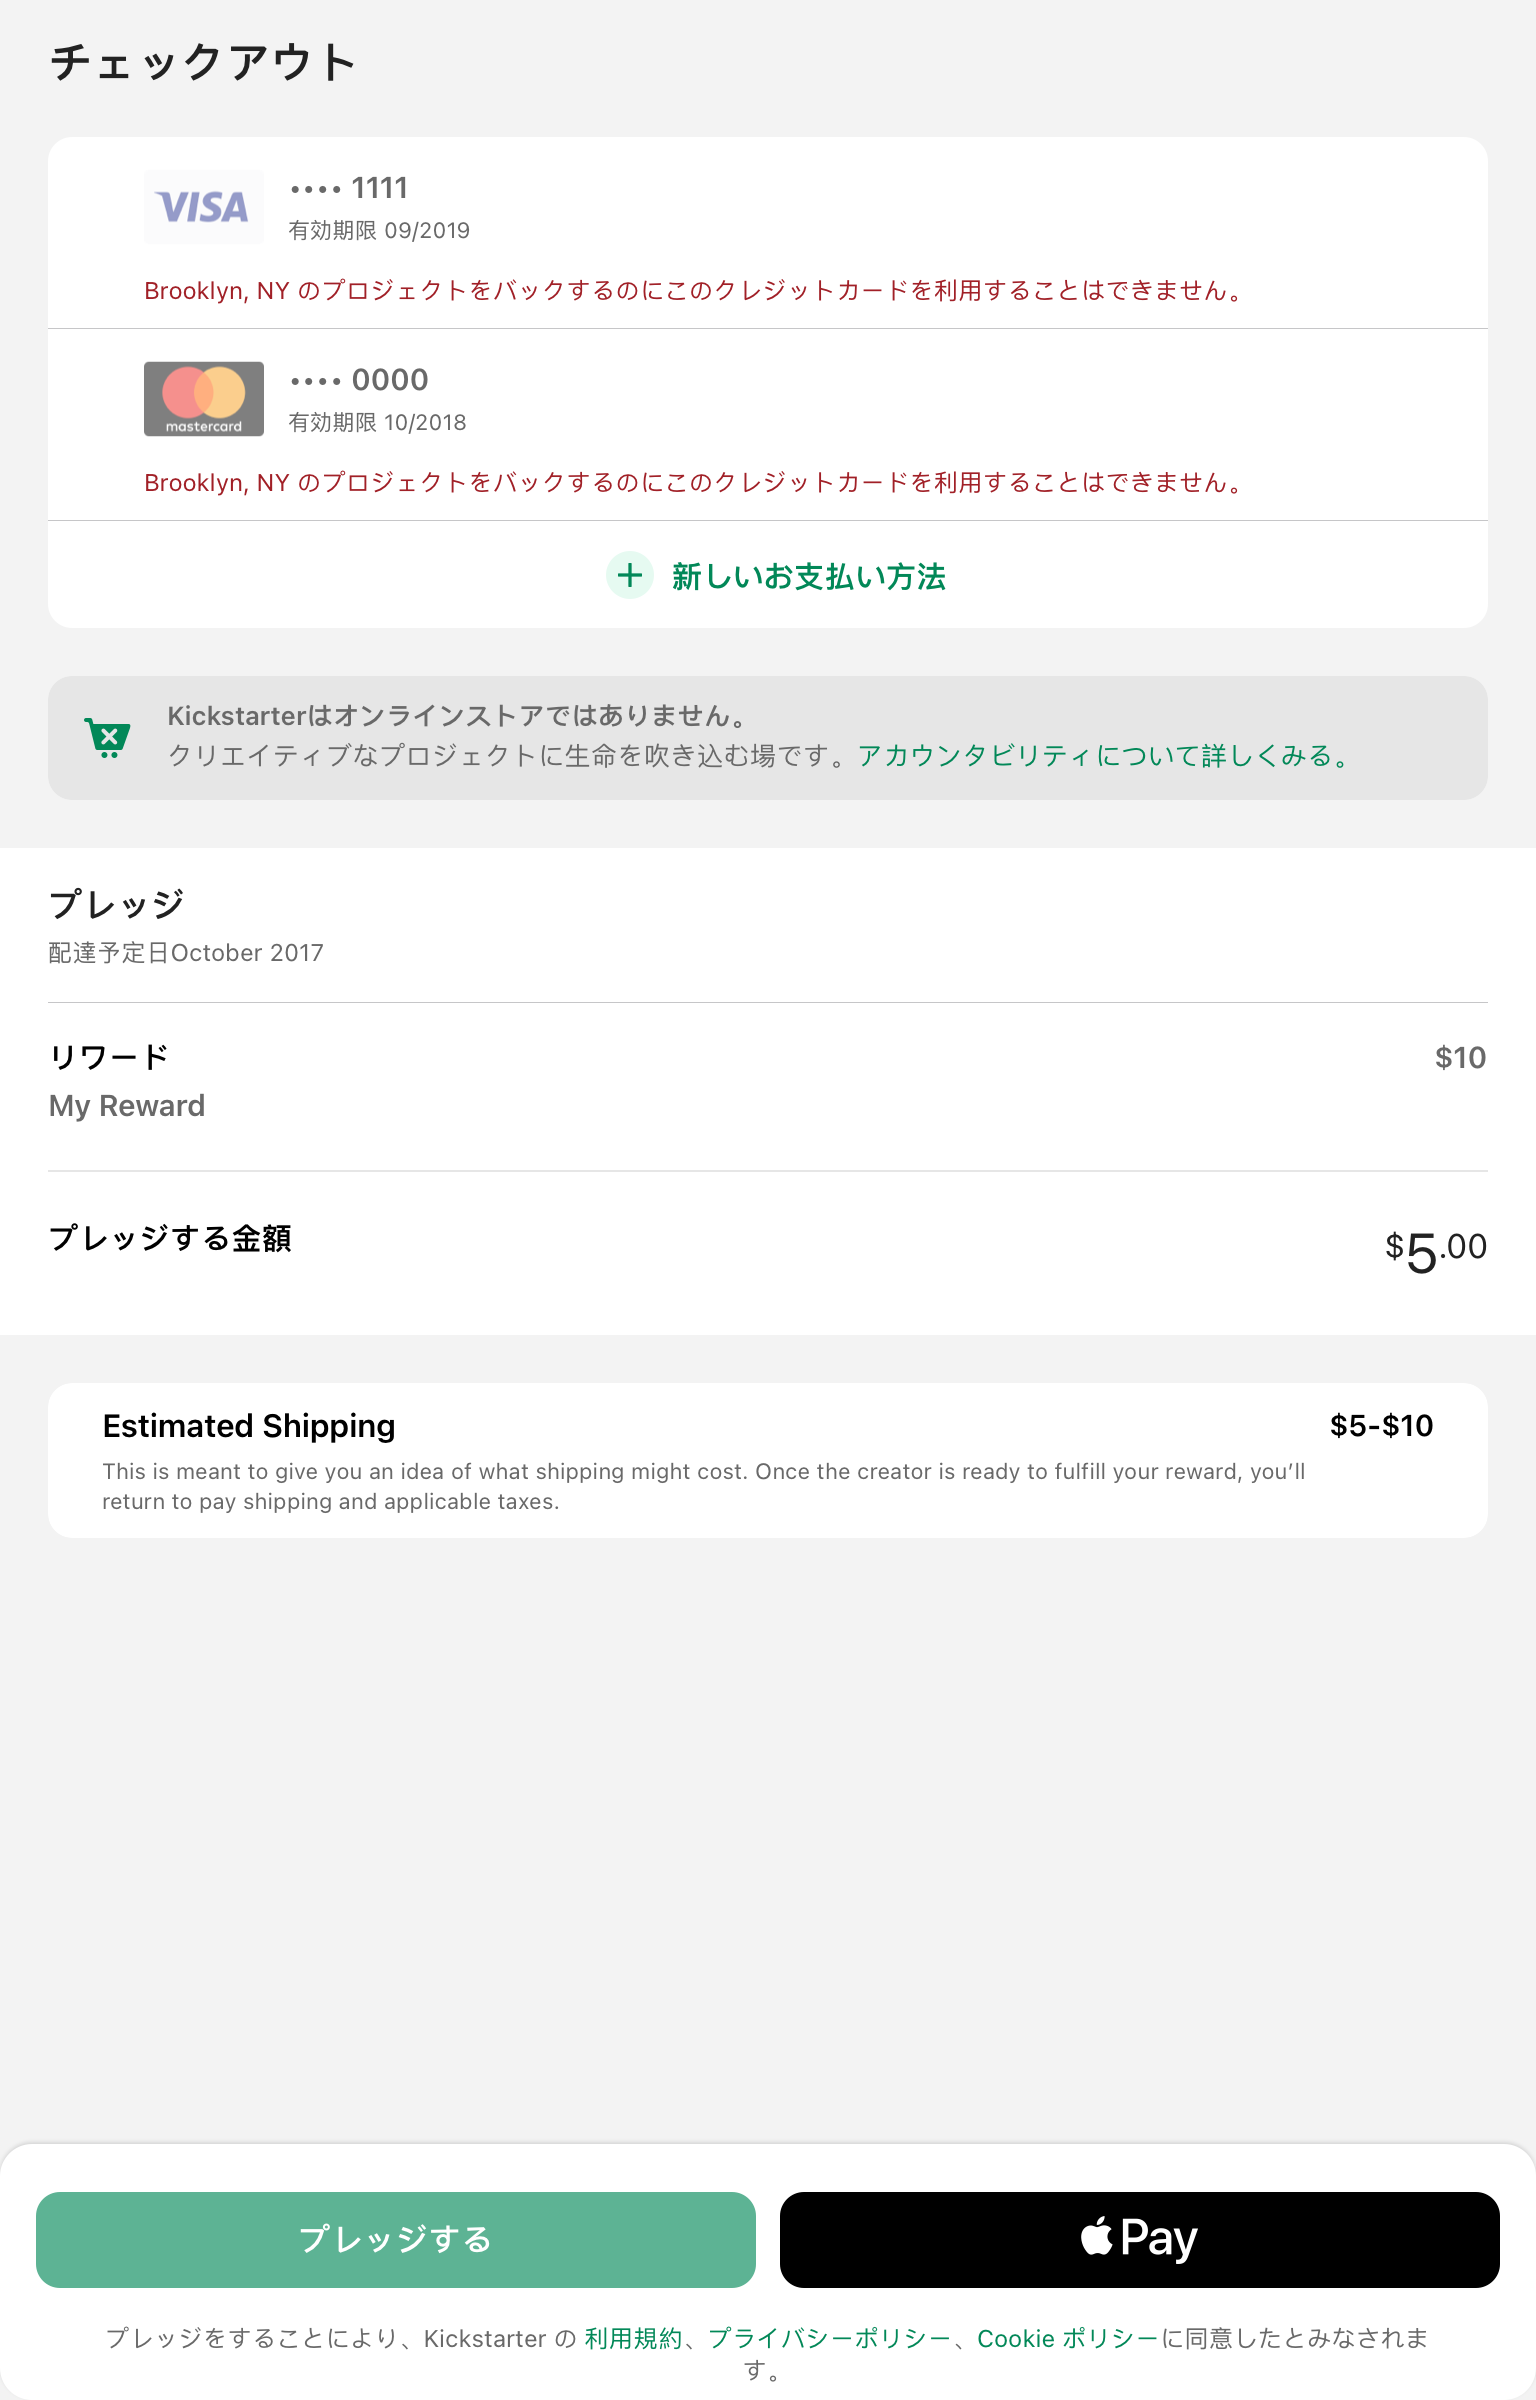 チェックアウト
VISA
•••• 1111
有効期限 09/2019
Brooklyn, NY のプロジェクトをバックするのにこのクレジットカードを利用することはできません。
mastercard
•••• 0000
有効期限 10/2018
Brooklyn, NY のプロジェクトをバックするのにこのクレジットカードを利用することはできません。
新しいお支払い方法
Kickstarterはオンラインストアではありません。
クリエイティブなプロジェクトに生命を吹き込む場です。アカウンタビリティについて詳しくみる。
プレッジ
配達予定日October 2017
リワード $10
My Reward
プレッジする金額 $5.00
Estimated Shipping $5-$10
This is meant to give you an idea of what shipping might cost. Once the creator is ready to fulfill your reward, you’ll
return to pay shipping and applicable taxes.
プレッジする Pay
プレッジをすることにより、Kickstarter の 利用規約、プライバシーポリシー、Cookie ポリシーに同意したとみなされま
す。